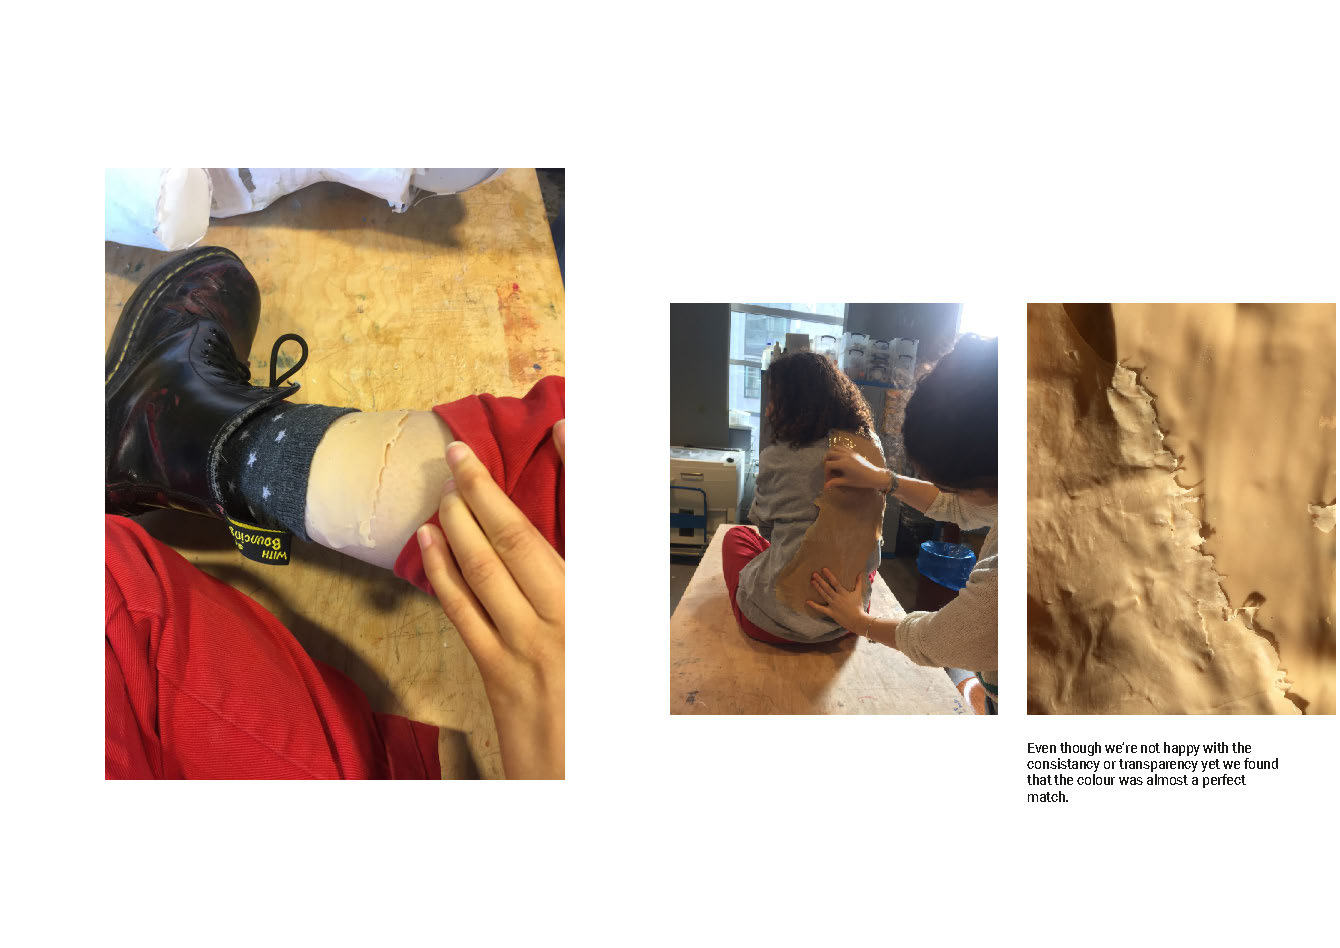 WITH
Bouncing
Even though we're not happy with the
consistancy or transparency yet we found
that the colour was almost a perfect
match.